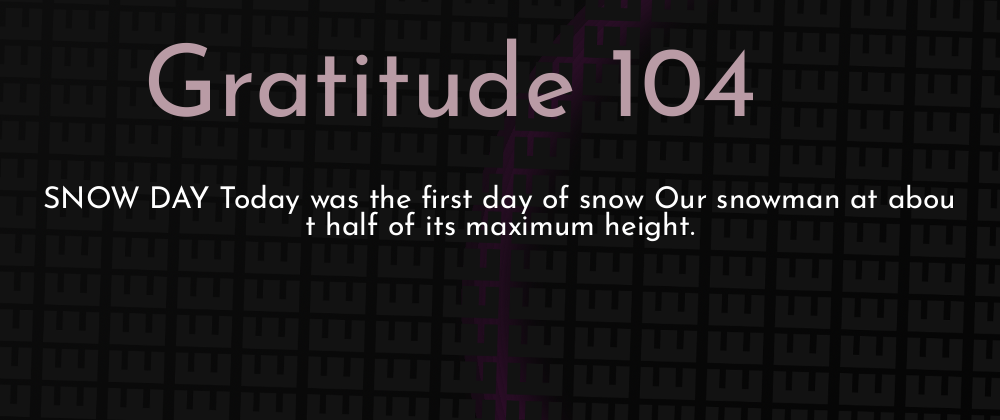 Gratitude 104
SNOW DAY Today was the first day of snow Our snowman at abou
t half of its maximum height.